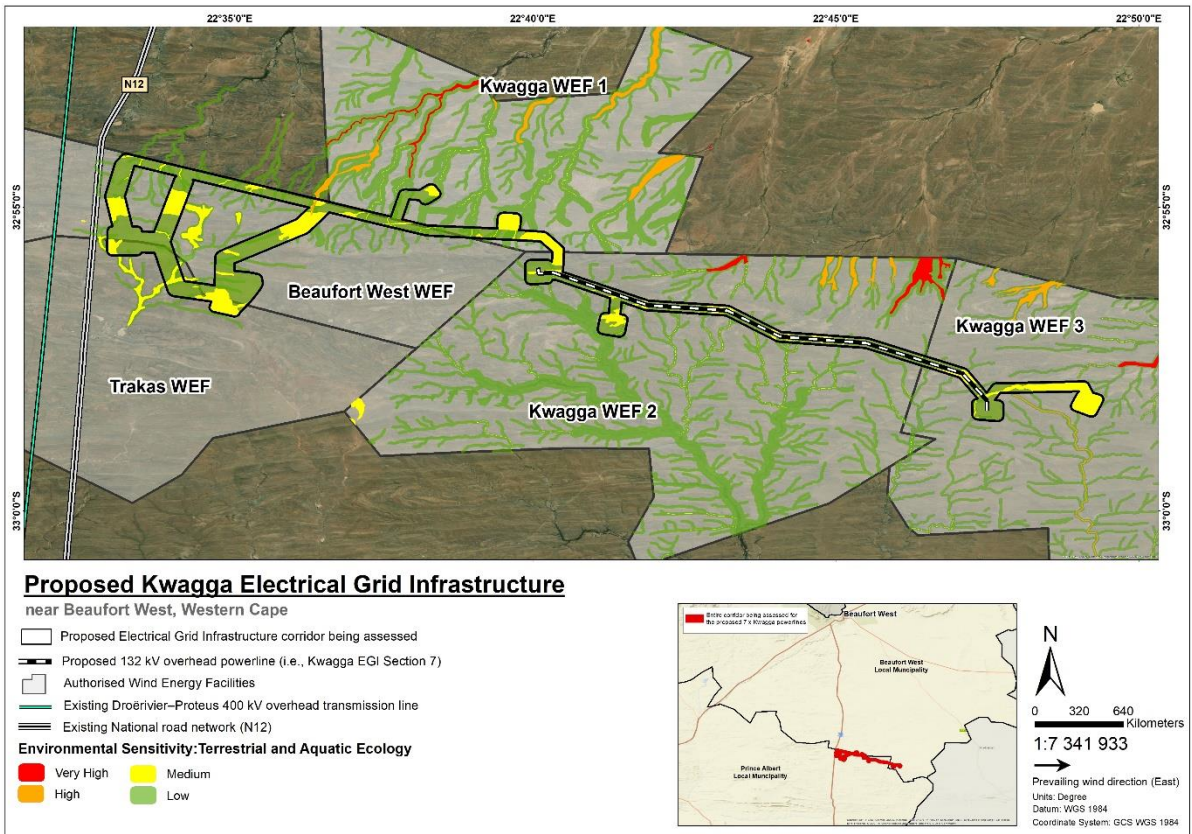 22°35'0"E
22°40'0"E
22°45'0"E
22°50'0"E
N12
Kwagga WEF 1
32°55'0"S
32°55'0"S
Beaufort West WEF
Kwagga WEF 3
Trakas WEF
Kwagga WEF 2
33°0'0"S
33°0'0"S
Proposed Kwagga Electrical Grid Infrastructure
near Beaufort West, Western Cape
Proposed Electrical Grid Infrastructure corridor being assessed
Proposed 132 kV overhead powerline (i.e., Kwagga EGI Section 7)
Authorised Wind Energy Facilities
Existing Droërivier–Proteus 400 kV overhead transmission line
Existing National road network (N12)
Environmental Sensitivity:Terrestrial and Aquatic Ecology
Very High
Medium
High
Low
Entire corridor being assessed for
the proposed 7 x Kwagga powerlines
Beaufort West
Beaufort West
Local Municipality
Prince Albert
Local Muncipality
N
0 320 640
Kilometers
1:7 341 933
Prevailing wind direction (East)
Units: Degree
Datum: WGS 1984
Coordinate System: GCS WGS 1984